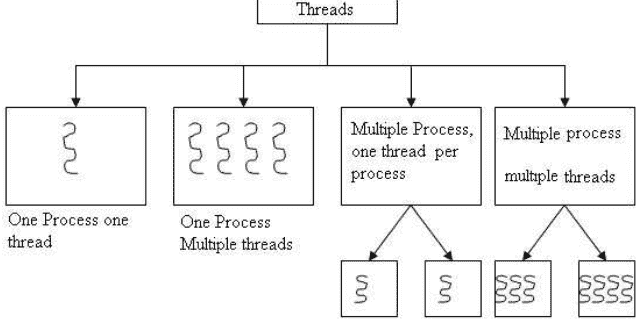 Threads
One Process one
thread
One Process
Multiple threads
Multiple Process,
one thread per
process
Multiple process
multiple threads